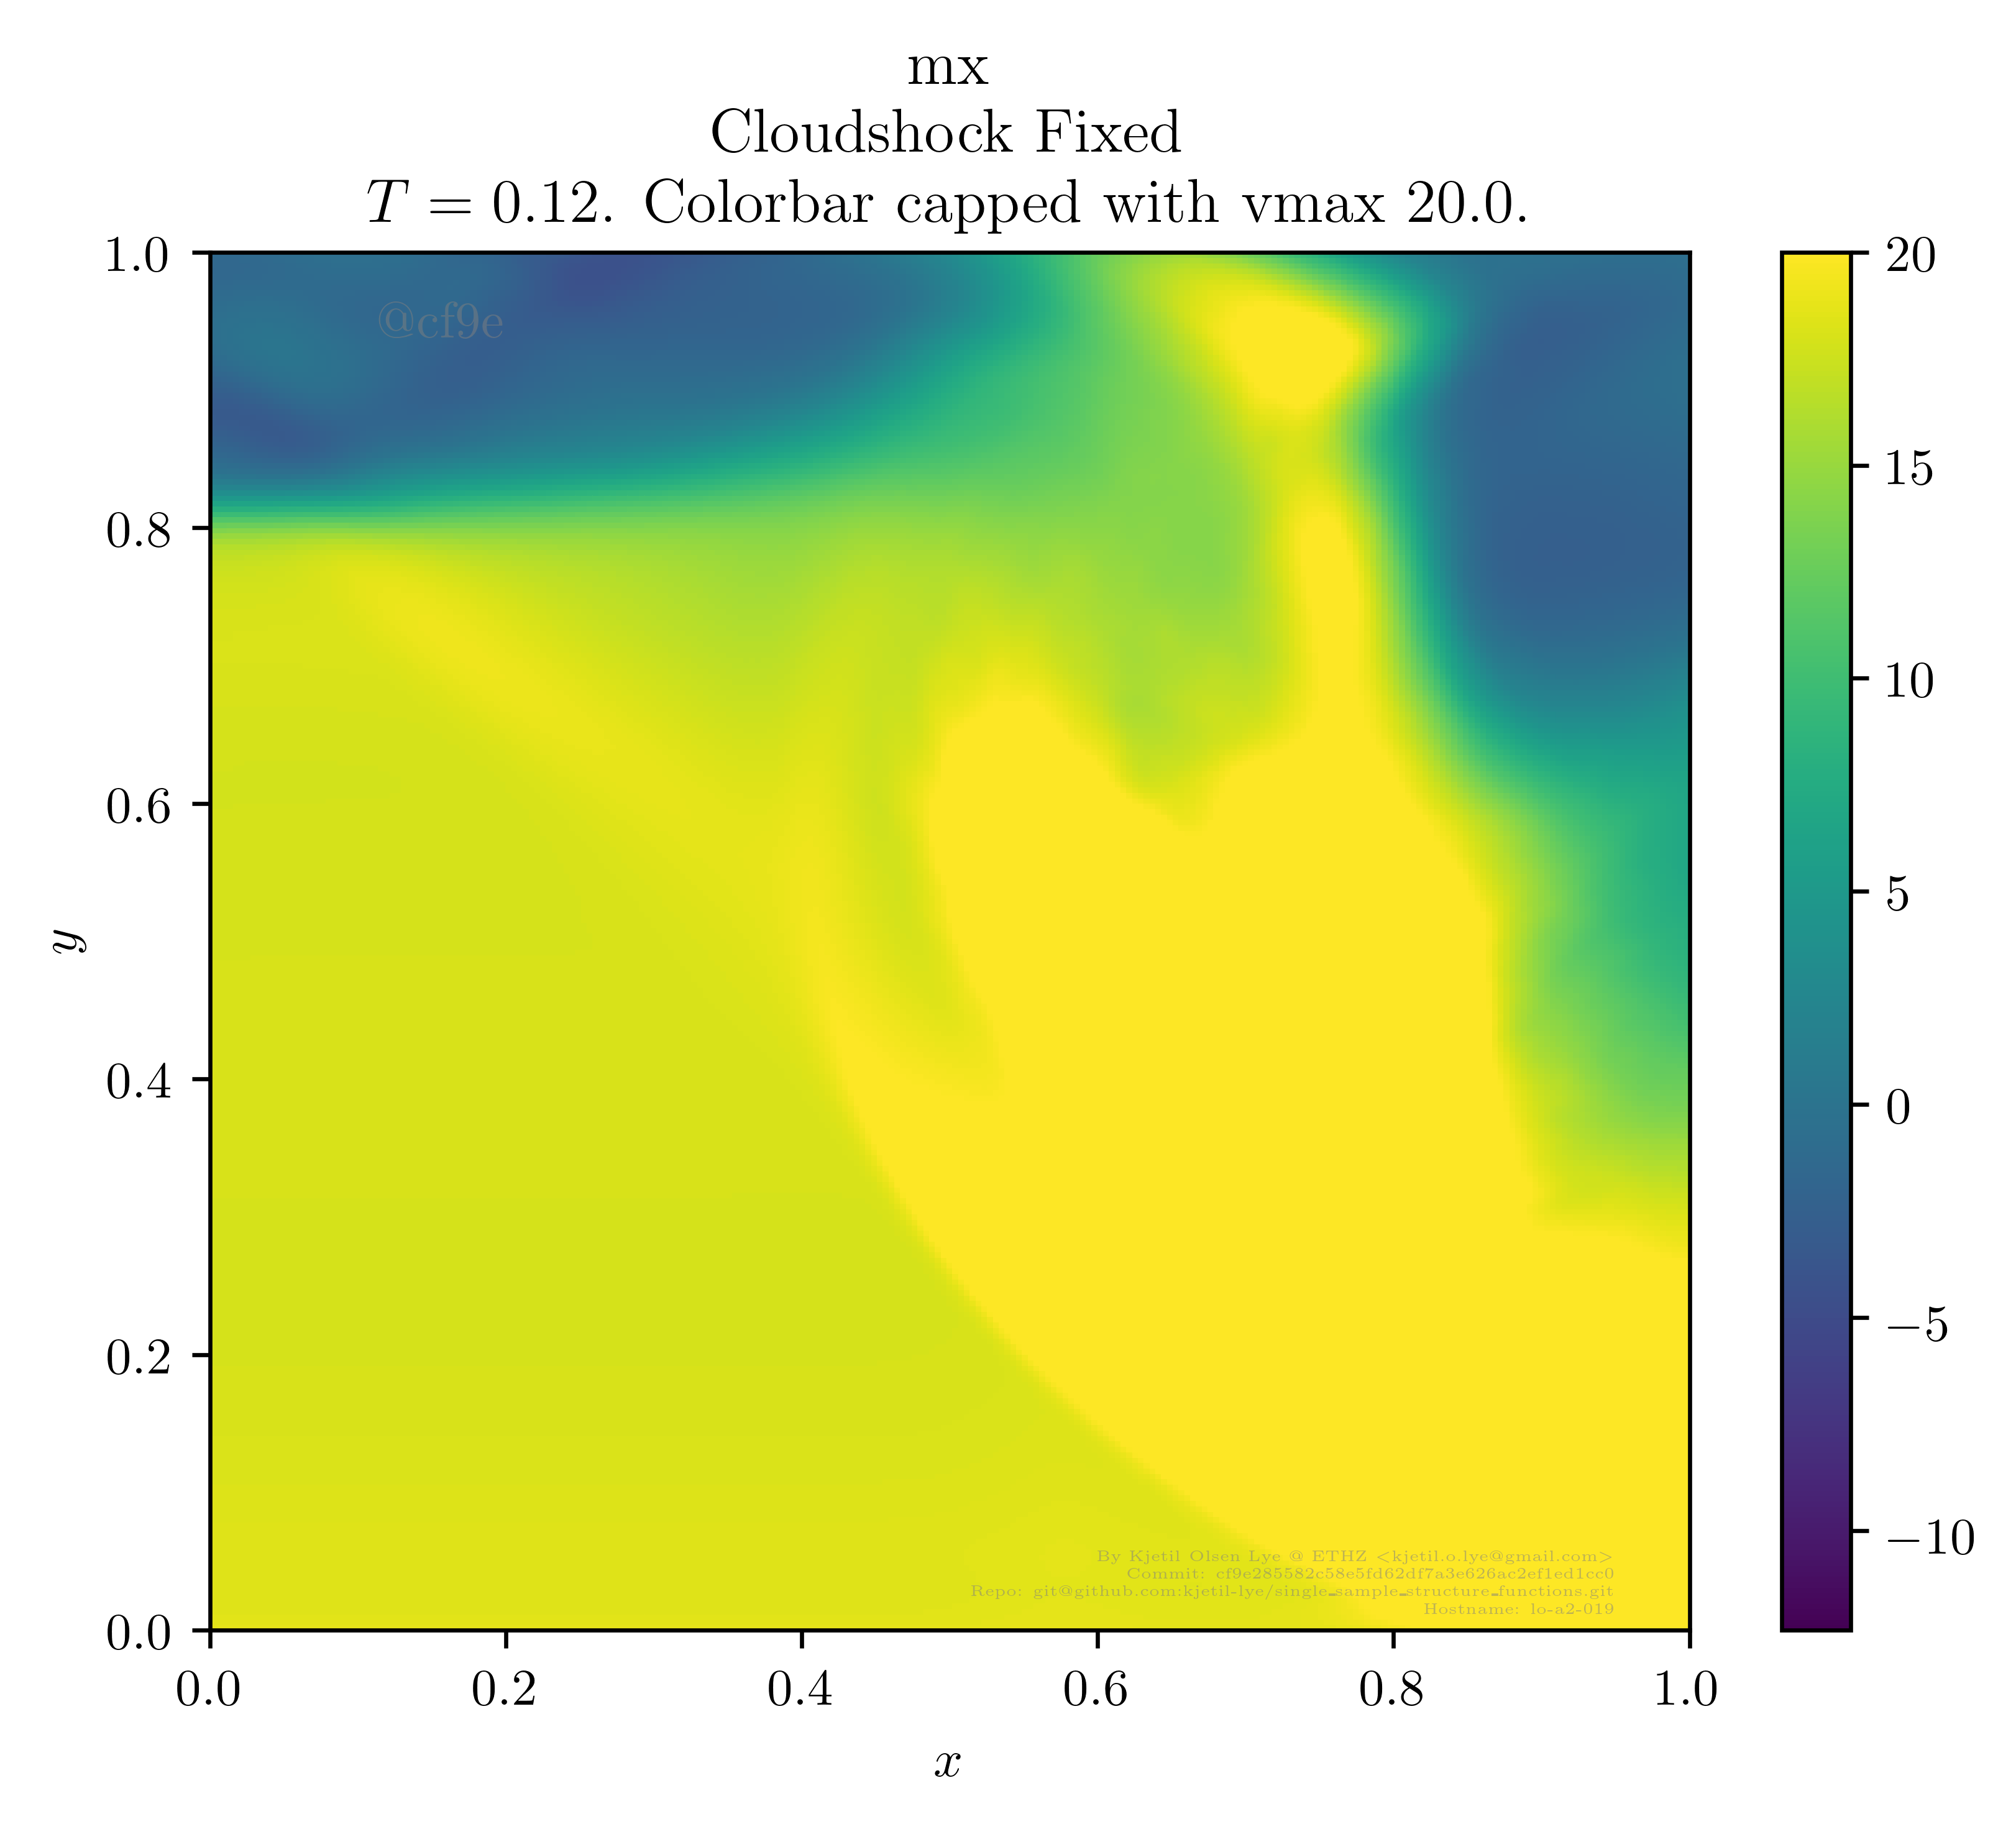 mx
Cloudshock Fixed
T = 0.12. Colorbar capped with vmax 20.0.
@cf9e
1.0
0.8
0.6
0.4
0.2
0.0
y
0.0 0.2 0.4 0.6 0.8 1.0
x
20
15
10
5
0
−5
−10
By Kjetil Olsen Lye @ ETHZ <kjetil.o.lye@gmail.com>
Commit: cf9e285582c58e5fd62df7a3e626ac2ef1ed1cc0
Repo: git@github.com:kjetil-lye/single_sample_structure_functions.git
Hostname: lo-a2-019